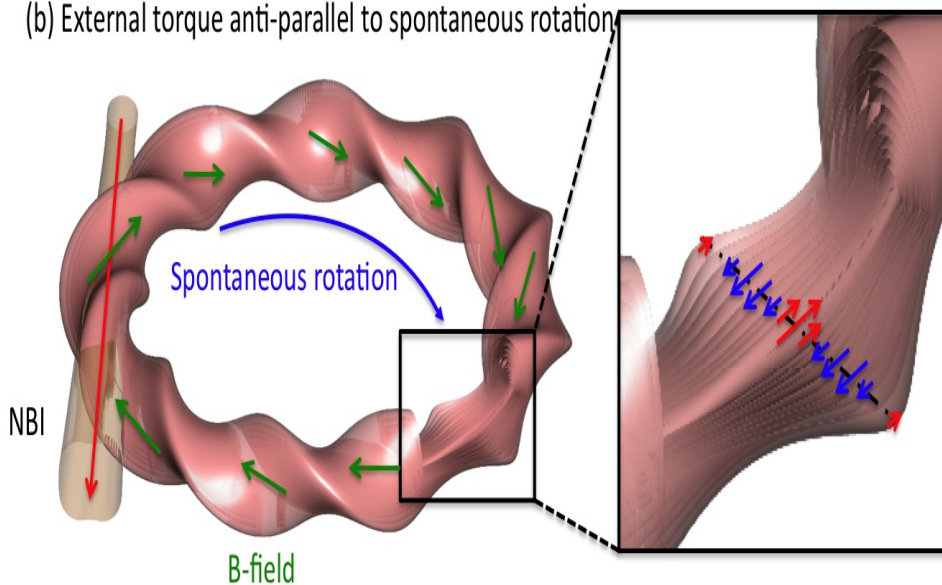 (b) External torque anti-parallel to spontaneous rotation
Spontaneous rotation
NBI
B-field